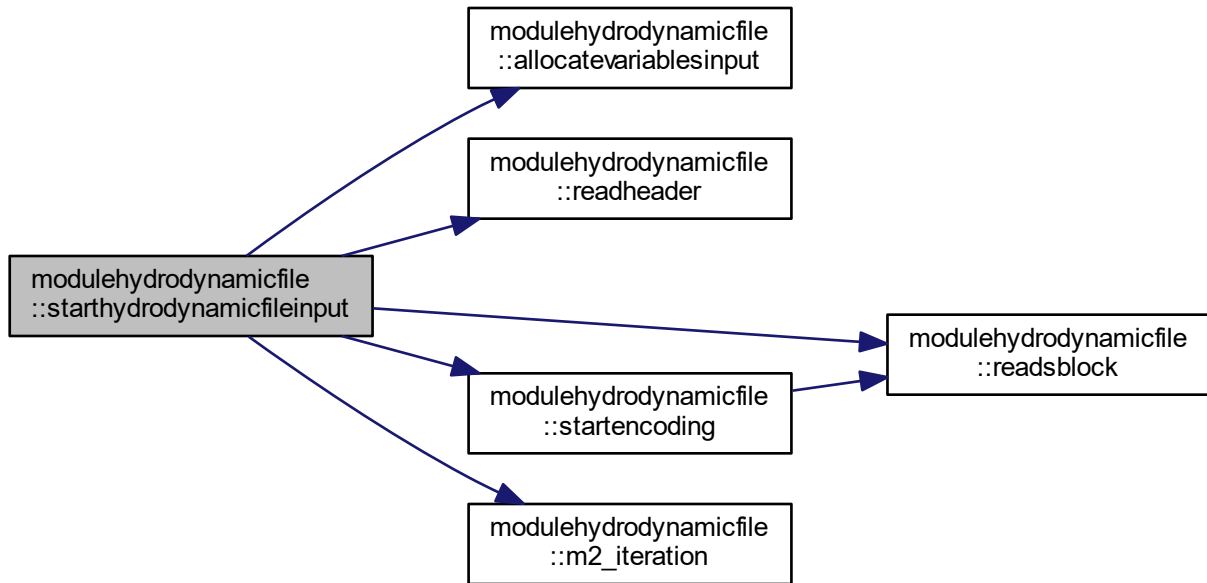 modulehydrodynamicfile
::allocatevariablesinput
modulehydrodynamicfile
::readheader
modulehydrodynamicfile
::starthydrodynamicfileinput
modulehydrodynamicfile
::readsblock
modulehydrodynamicfile
::startencoding
modulehydrodynamicfile
::m2_iteration